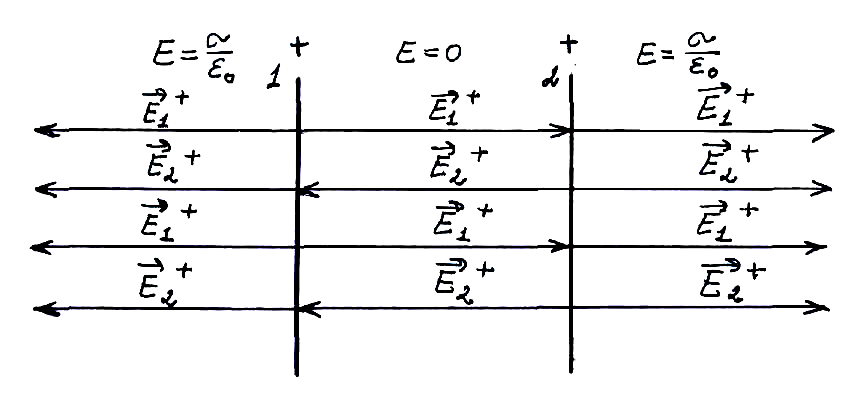 E = σ/ε₀ + E = 0 + E = σ/ε₀
1 2
E⃗₁⁺ E⃗₁⁺ E⃗₁⁺
E⃗₂⁺ E⃗₂⁺ E⃗₂⁺
E⃗₁⁺ E⃗₁⁺ E⃗₁⁺
E⃗₂⁺ E⃗₂⁺ E⃗₂⁺